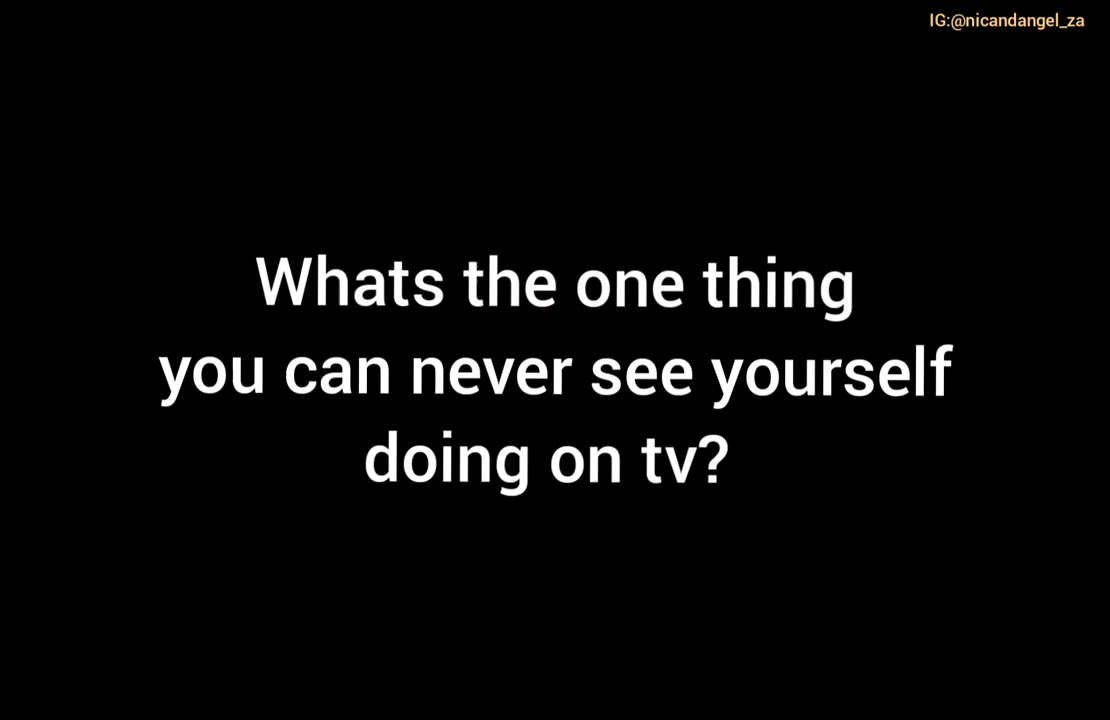 IG:@nicandangel_za
Whats the one thing
you can never see yourself
doing on tv?